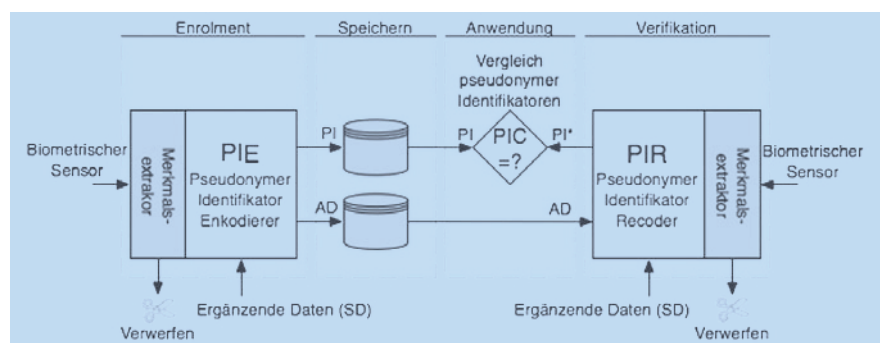 Enrolment
Speichern
Anwendung
Verifikation
Vergleich
pseudonymer
Identifikatoren
Biometrischer
Sensor
Merkmals-
extrakor
PIE
Pseudonymer
Identifikator
Enkodierer
PI
AD
PI
PIC
=?
PI*
AD
PIR
Pseudonymer
Identifikator
Recoder
Merkmals-
extraktor
Biometrischer
Sensor
Ergänzende Daten (SD)
Verwerfen
Ergänzende Daten (SD)
Verwerfen